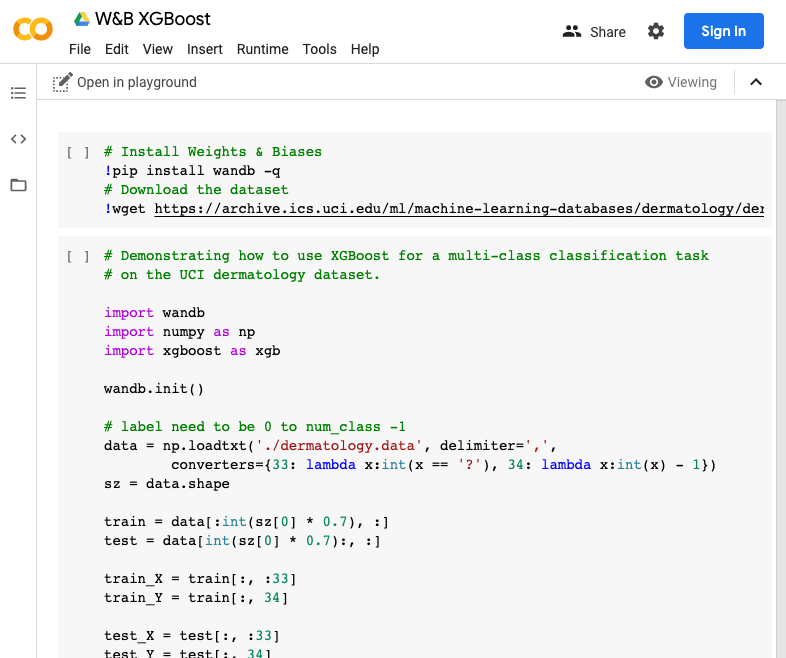 W&B XGBoost
File Edit View Insert Runtime Tools Help
Share
Sign in
Open in playground
Viewing
[ ] # Install Weights & Biases
!pip install wandb -q
# Download the dataset
!wget https://archive.ics.uci.edu/ml/machine-learning-databases/dermatology/der
[ ] # Demonstrating how to use XGBoost for a multi-class classification task
# on the UCI dermatology dataset.
import wandb
import numpy as np
import xgboost as xgb
wandb.init()
# label need to be 0 to num_class -1
data = np.loadtxt('./dermatology.data', delimiter=',',
converters={33: lambda x:int(x == '?'), 34: lambda x:int(x) - 1})
sz = data.shape
train = data[:int(sz[0] * 0.7), :]
test = data[int(sz[0] * 0.7):, :]
train_X = train[:, :33]
train_Y = train[:, 34]
test_X = test[:, :33]
test_Y = test[:, 34]